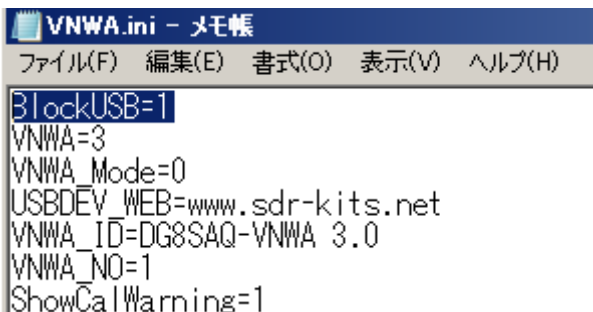 VNWA.ini - メモ帳
ファイル(F) 編集(E) 書式(O) 表示(V) ヘルプ(H)
BlockUSB=1
VNWA=3
VNWA_Mode=0
USBDEV_WEB=www.sdr-kits.net
VNWA_ID=DG8SAQ-VNWA 3.0
VNWA_NO=1
ShowCalWarning=1